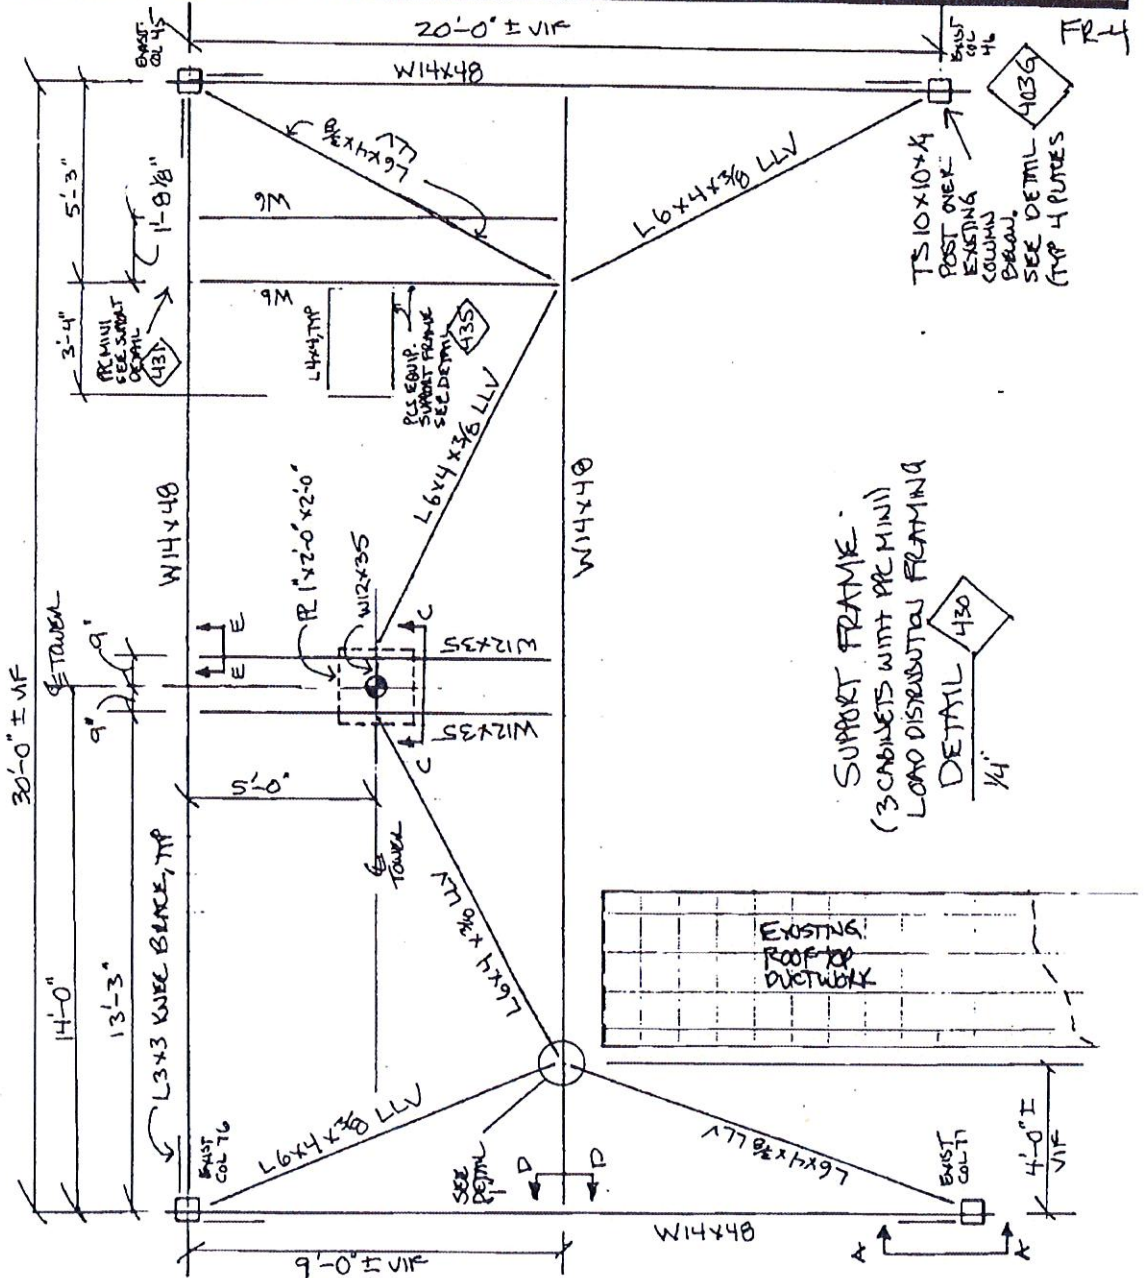 FR-4
20'-0" ± VIF
EXIST.
COL 45
EXIST
COL
46
W14x48
403G
TS 10x10x1/4
POST OVER
EXISTING
COLUMN
BELOW.
SEE DETAIL
(TYP 4 PLACES
30'-0" ± VIF
5'-3"
1'-8 1/8"
3'-4"
L6x4x3/8
LLV
L6x4x3/8 LLV
W6
W6
PPC MINI
SEE SUPPORT
DETAIL
431
L4x4, TYP
PCS EQUIP.
SUPPORT FRAME
SEE DETAIL
435
L6x4x3/8 LLV
W14x48
W14x48
PL 1"x2'-0"x2'-0"
W12x35
℄ TOWER
9"
9"
E
E
C
C
W12x35
W12x35
5'-0"
℄
TOWER
14'-0"
13'-3"
L3x3 KNEE BRACE, TYP
L6x4x3/8 LLV
SUPPORT FRAME
(3 CABINETS WITH PPC MINI)
LOAD DISTRIBUTION FRAMING
DETAIL
430
1/4"
EXISTING
ROOFTOP
DUCTWORK
EXIST
COL 76
L6x4x3/8 LLV
SEE
DETAIL
D
D
L6x4x3/8 LLV
EXIST
COL 77
4'-0" ±
VIF
W14x48
A
A
9'-0" ± VIF